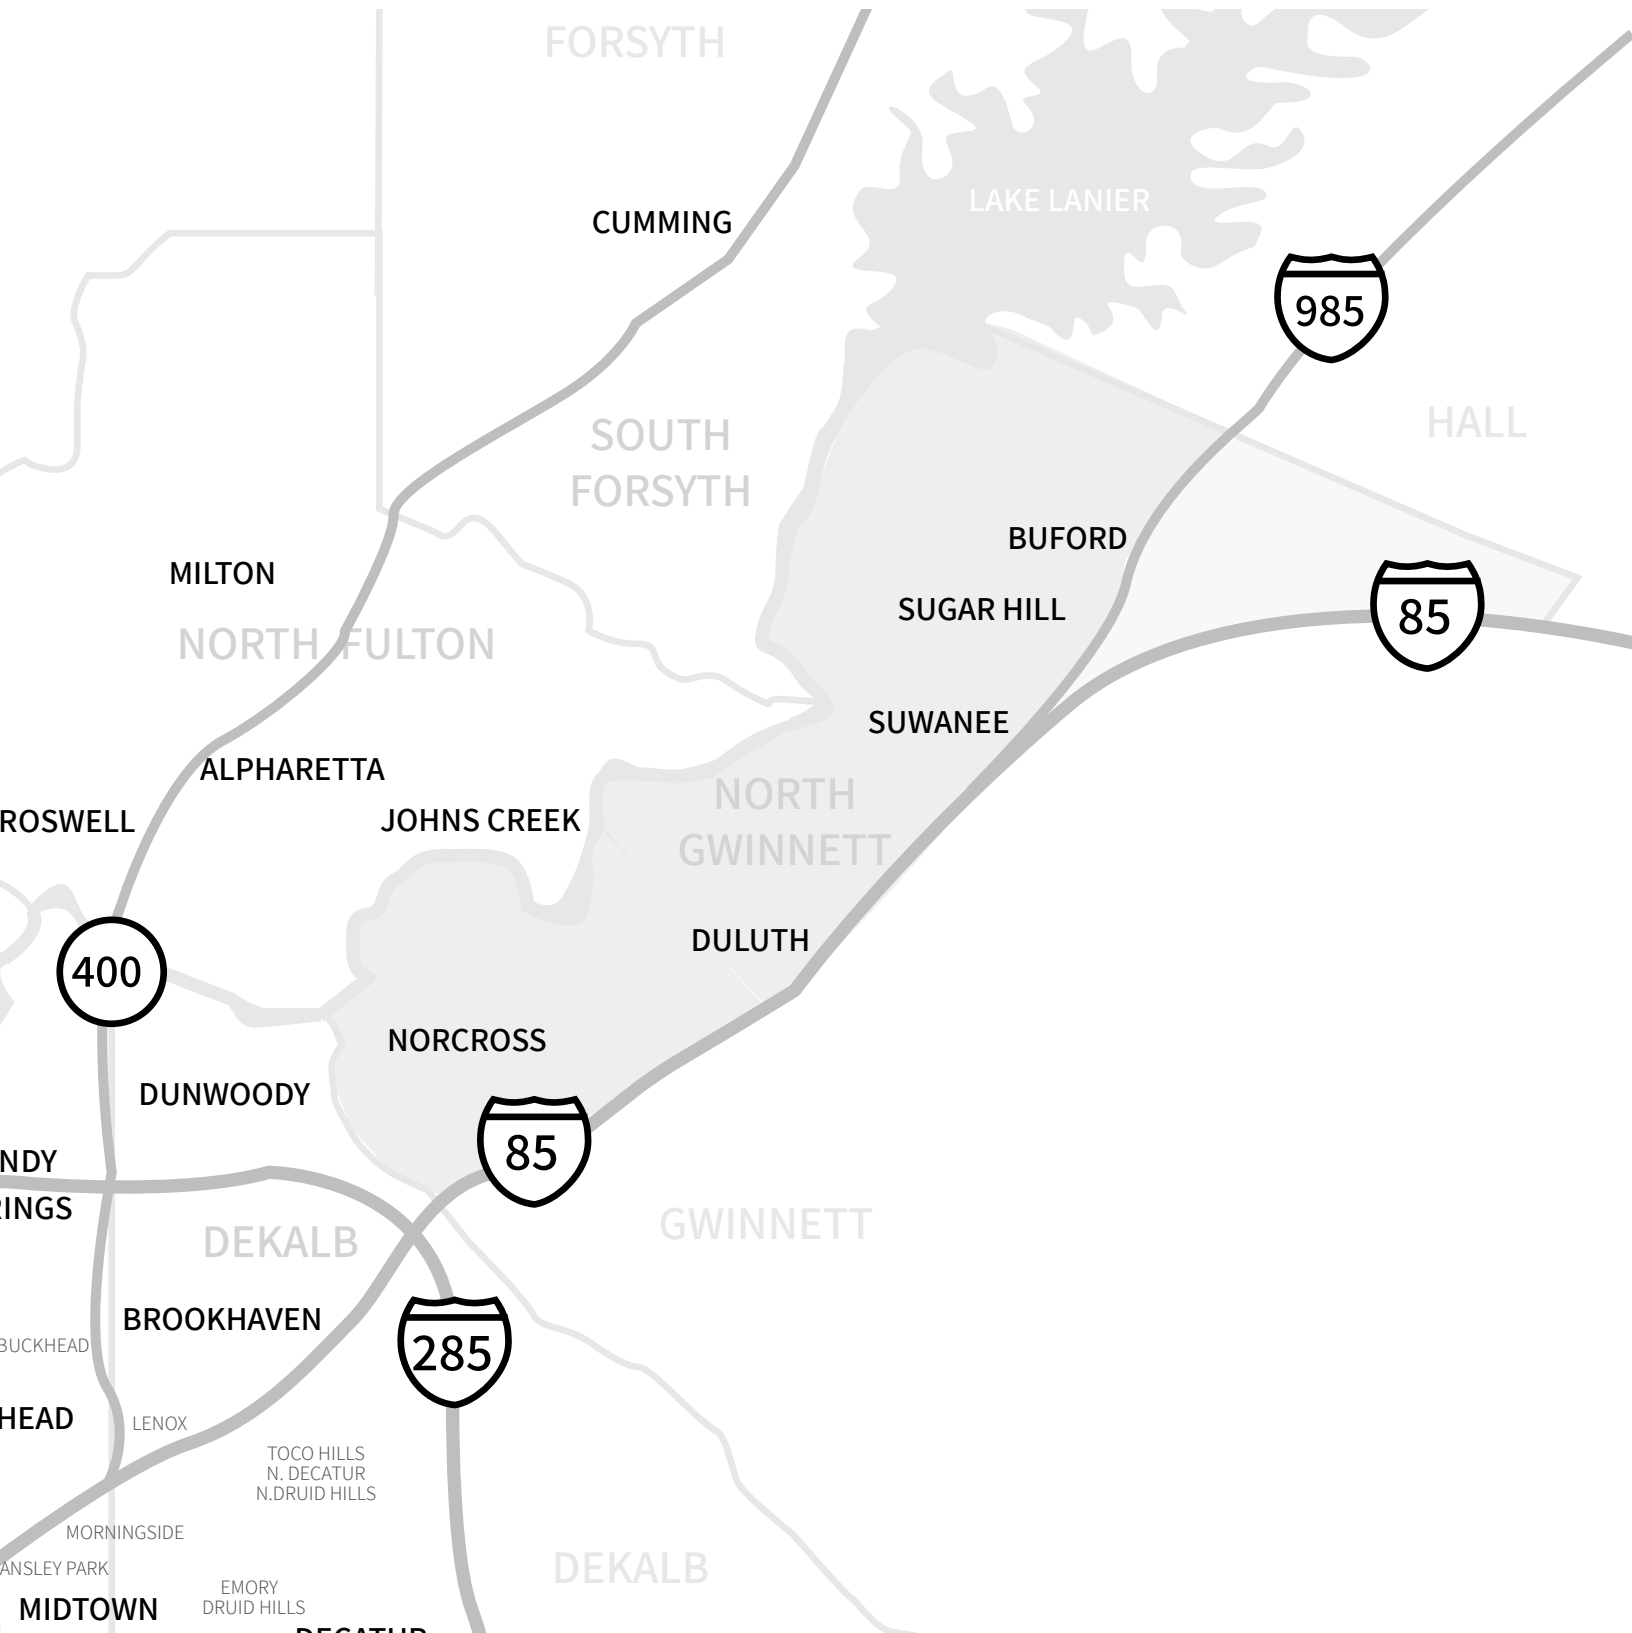 FORSYTH
LAKE LANIER
CUMMING
985
HALL
SOUTH
FORSYTH
BUFORD
MILTON
SUGAR HILL
85
NORTH FULTON
SUWANEE
ALPHARETTA
NORTH
GWINNETT
ROSWELL
JOHNS CREEK
DULUTH
400
NORCROSS
DUNWOODY
85
NDY
RINGS
GWINNETT
DEKALB
BROOKHAVEN
BUCKHEAD
285
HEAD
LENOX
TOCO HILLS
N. DECATUR
N.DRUID HILLS
MORNINGSIDE
ANSLEY PARK
DEKALB
EMORY
DRUID HILLS
MIDTOWN
DECATUR